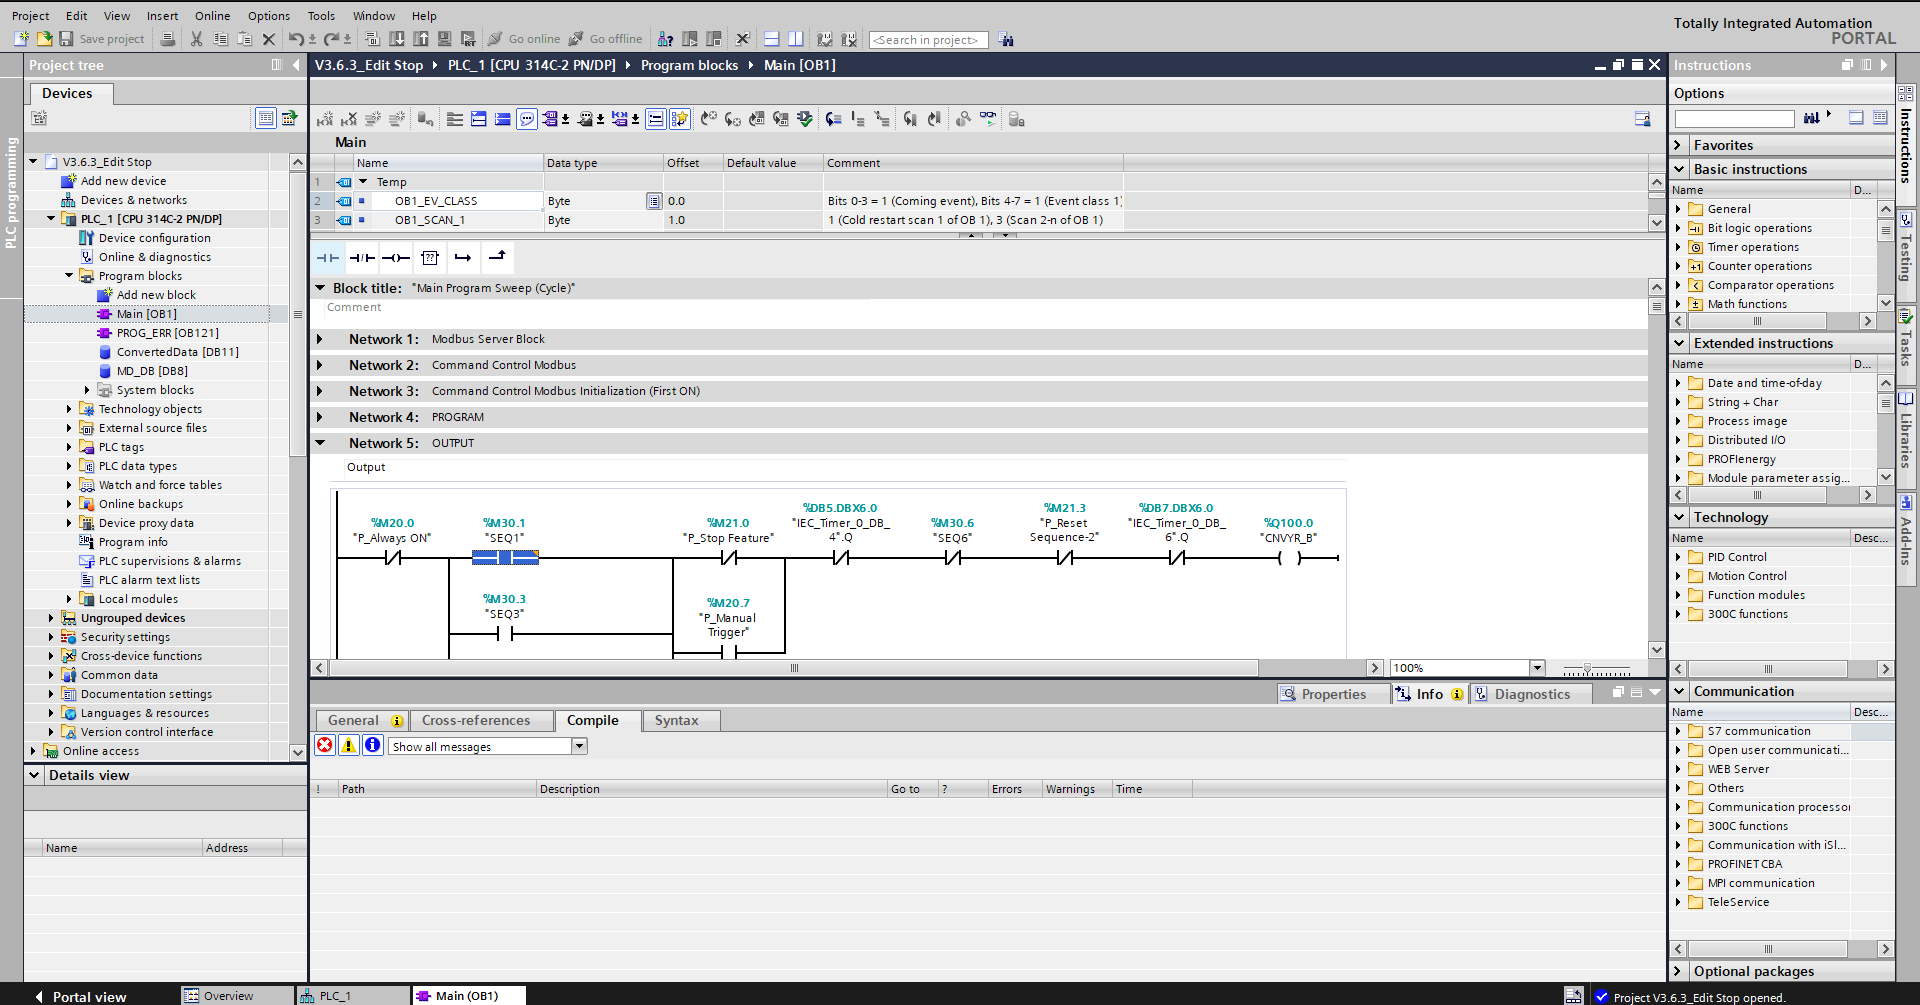 Project Edit View Insert Online Options Tools Window Help
Totally Integrated Automation
PORTAL
Save project Go online Go offline <Search in project>
Project tree
V3.6.3_Edit Stop PLC_1 [CPU 314C-2 PN/DP] Program blocks Main [OB1]
Instructions
Devices
Options
PLC programming
Main
Name Data type Offset Default value Comment
1 Temp
2 OB1_EV_CLASS Byte 0.0 Bits 0-3 = 1 (Coming event), Bits 4-7 = 1 (Event class 1)
3 OB1_SCAN_1 Byte 1.0 1 (Cold restart scan 1 of OB 1), 3 (Scan 2-n of OB 1)
V3.6.3_Edit Stop
Add new device
Devices & networks
PLC_1 [CPU 314C-2 PN/DP]
Device configuration
Online & diagnostics
Program blocks
Add new block
Main [OB1]
PROG_ERR [OB121]
ConvertedData [DB11]
MD_DB [DB8]
System blocks
Technology objects
External source files
PLC tags
PLC data types
Watch and force tables
Online backups
Device proxy data
Program info
PLC supervisions & alarms
PLC alarm text lists
Local modules
Ungrouped devices
Security settings
Cross-device functions
Common data
Documentation settings
Languages & resources
Version control interface
Online access
Details view
Name Address
??
Block title: "Main Program Sweep (Cycle)"
Comment
Network 1: Modbus Server Block
Network 2: Command Control Modbus
Network 3: Command Control Modbus Initialization (First ON)
Network 4: PROGRAM
Network 5: OUTPUT
Output
%M20.0
"P_Always ON"
%M30.1
"SEQ1"
%M21.0
"P_Stop Feature"
%DB5.DBX6.0
"IEC_Timer_0_DB_
4".Q
%M30.6
"SEQ6"
%M21.3
"P_Reset
Sequence-2"
%DB7.DBX6.0
"IEC_Timer_0_DB_
6".Q
%Q100.0
"CNVYR_B"
%M30.3
"SEQ3"
%M20.7
"P_Manual
Trigger"
100%
Properties Info Diagnostics
General Cross-references Compile Syntax
Show all messages
! Path Description Go to ? Errors Warnings Time
Favorites
Basic instructions
Name D...
General
Bit logic operations
Timer operations
Counter operations
Comparator operations
Math functions
Extended instructions
Name D...
Date and time-of-day
String + Char
Process image
Distributed I/O
PROFIenergy
Module parameter assig...
Technology
Name Desc...
PID Control
Motion Control
Function modules
300C functions
Communication
Name Desc...
S7 communication
Open user communicati...
WEB Server
Others
Communication processor
300C functions
Communication with iSl...
PROFINET CBA
MPI communication
TeleService
Optional packages
Instructions
Testing
Tasks
Libraries
Add-Ins
Portal view Overview PLC_1 Main (OB1)
Project V3.6.3_Edit Stop opened.